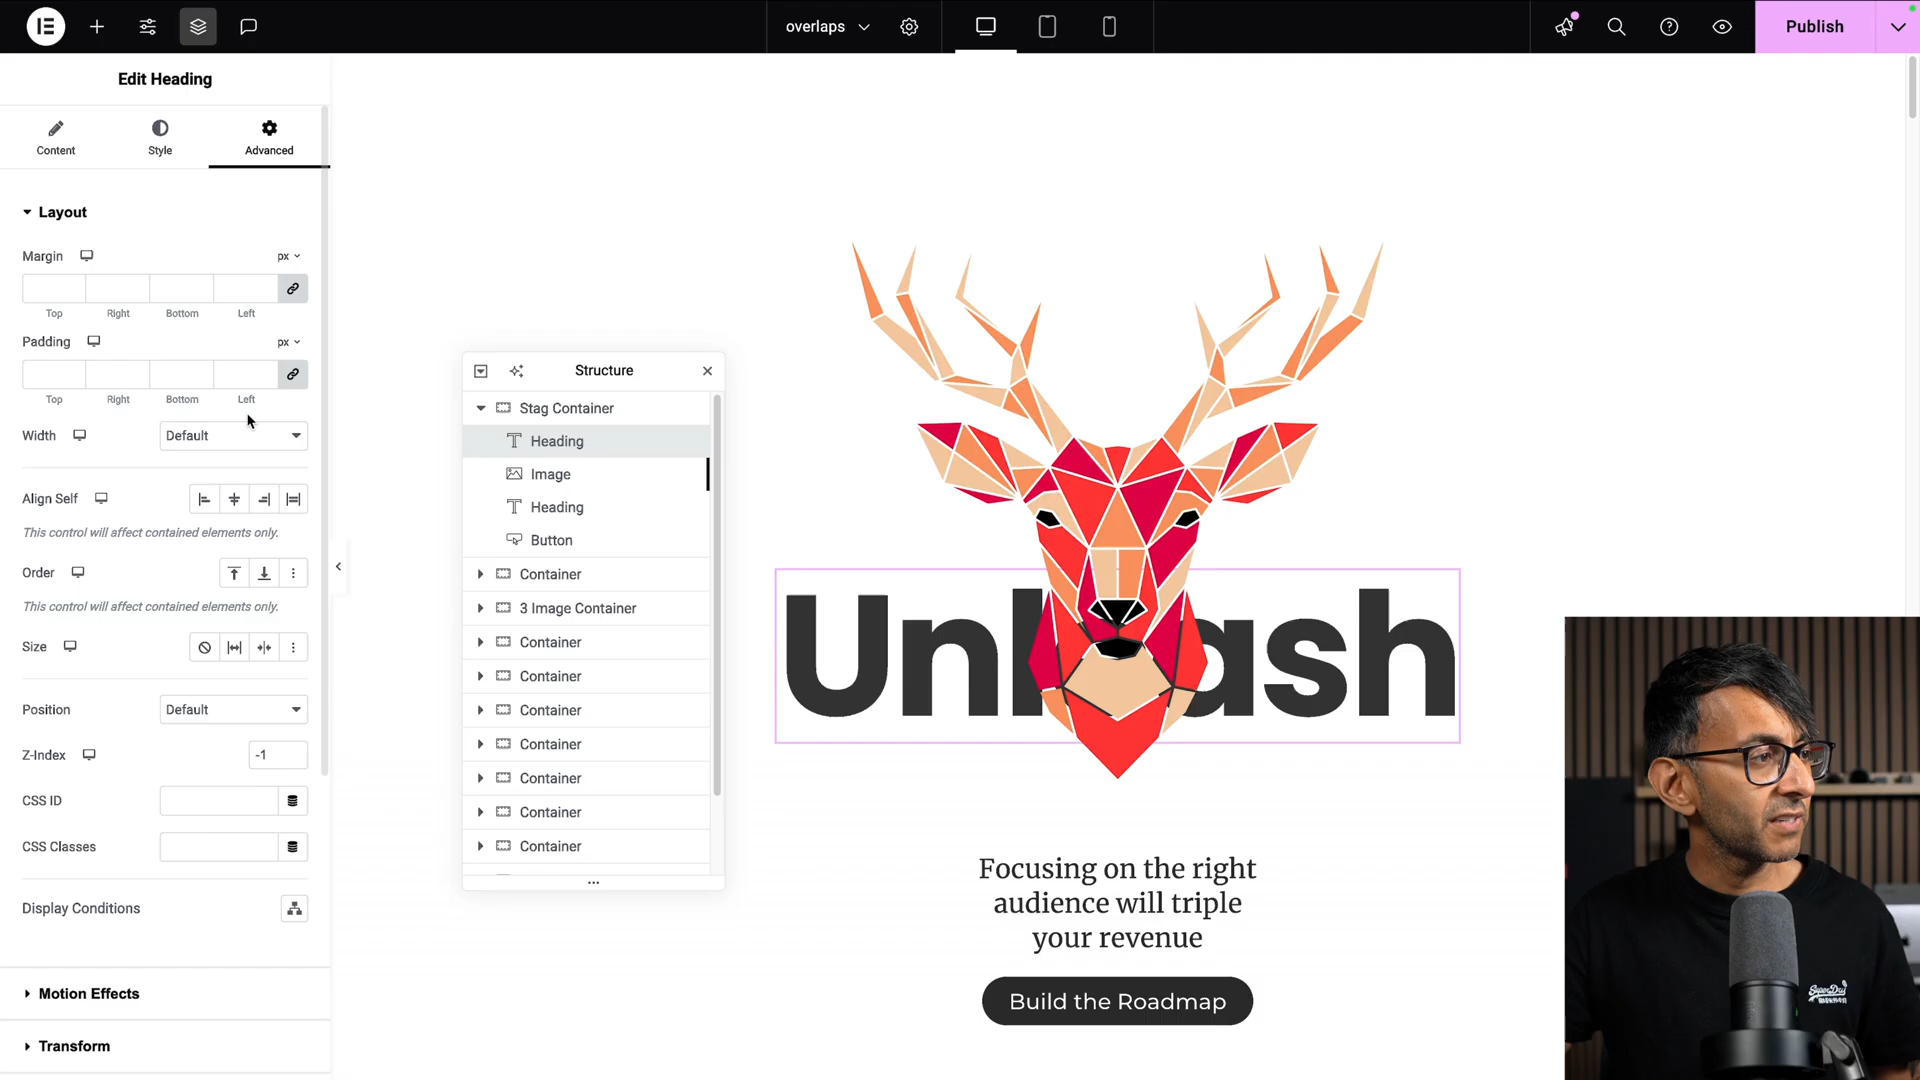 overlaps
Publish
Edit Heading
Content
Style
Advanced
Layout
Margin
px
Top
Right
Bottom
Left
Padding
px
Top
Right
Bottom
Left
Width
Default
Align Self
This control will affect contained elements only.
Order
This control will affect contained elements only.
Size
Position
Default
Z-Index
-1
CSS ID
CSS Classes
Display Conditions
Motion Effects
Transform
Structure
Stag Container
Heading
Image
Heading
Button
Container
3 Image Container
Container
Container
Container
Container
Container
Container
Container
Unl ash
Focusing on the right
audience will triple
your revenue
Build the Roadmap
SuperDry